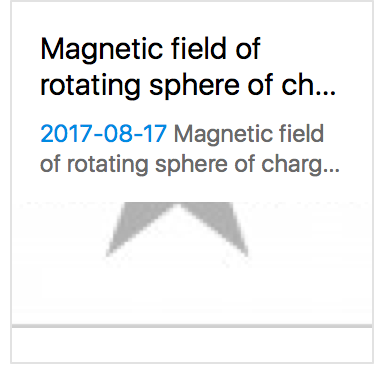 Magnetic field of
rotating sphere of ch...
2017-08-17 Magnetic field
of rotating sphere of charg...